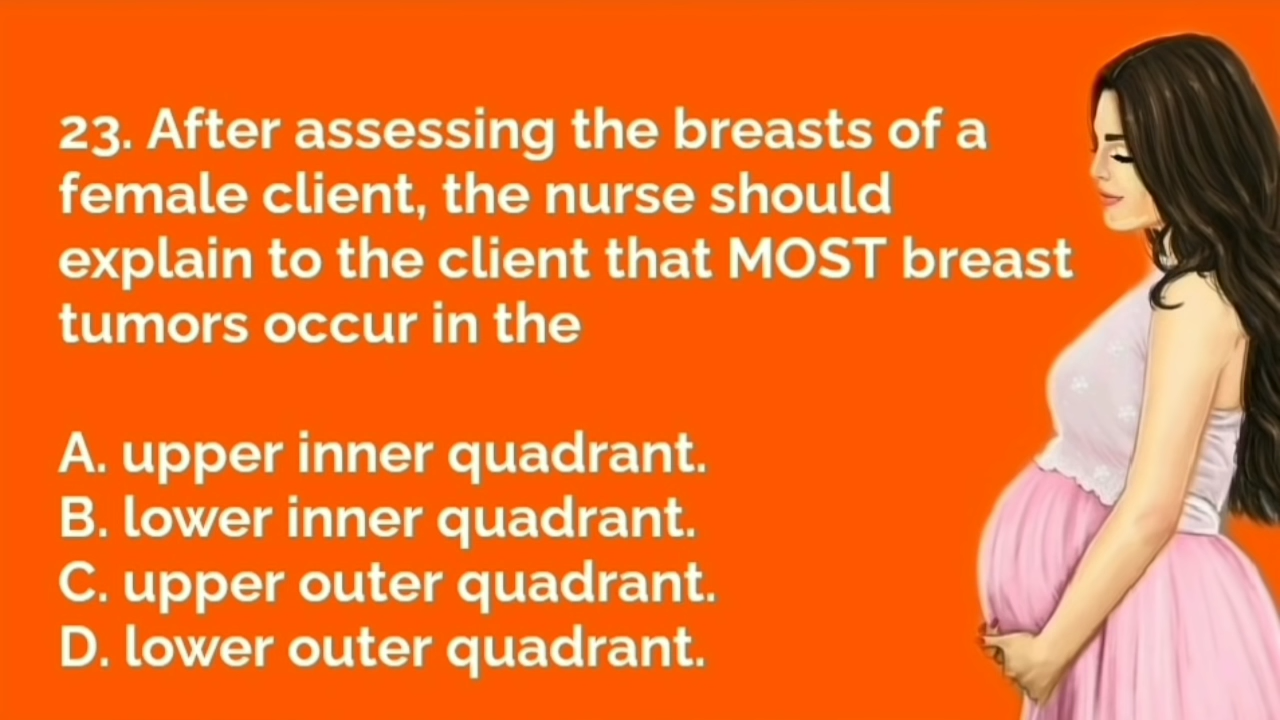 23. After assessing the breasts of a
female client, the nurse should
explain to the client that MOST breast
tumors occur in the
A. upper inner quadrant.
B. lower inner quadrant.
C. upper outer quadrant.
D. lower outer quadrant.